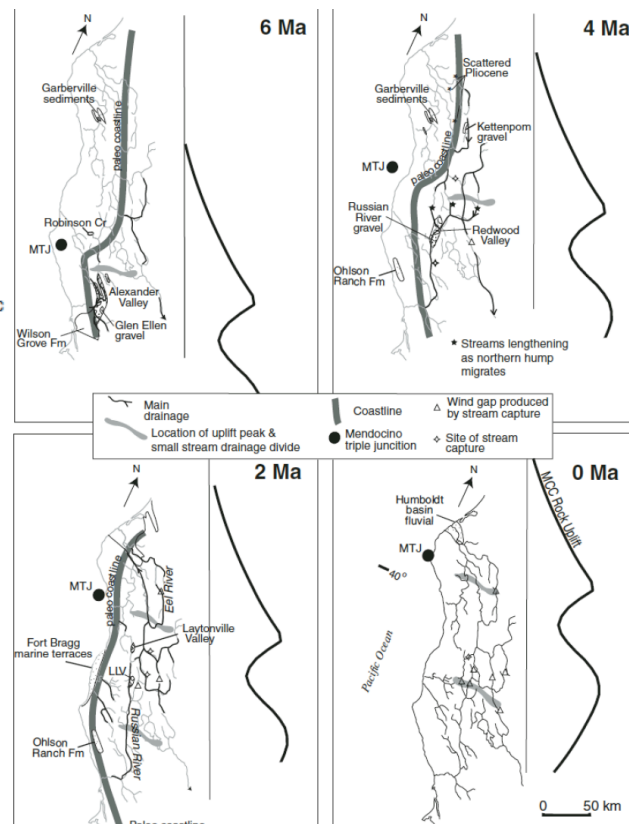 N
6 Ma
Garberville
sediments
paleo coastline
Robinson Cr
MTJ
Alexander
Valley
Glen Ellen
gravel
Wilson
Grove Fm
N
4 Ma
Scattered
Pliocene
Garberville
sediments
Kettenpom
gravel
MTJ
paleo coastline
Russian
River
gravel
Redwood
Valley
Ohlson
Ranch Fm
Streams lengthening
as northern hump
migrates
Main
drainage
Location of uplift peak &
small stream drainage divide
Coastline
Mendocino
triple junction
Wind gap produced
by stream capture
Site of stream
capture
N
2 Ma
MTJ
paleo coastline
Eel River
Laytonville
Valley
Fort Bragg
marine terraces
LLV
Ohlson
Ranch Fm
Russian River
N
0 Ma
Humboldt
basin
fluvial
MTJ
MCC Rock Uplift
40°
Pacific Ocean
0 50 km